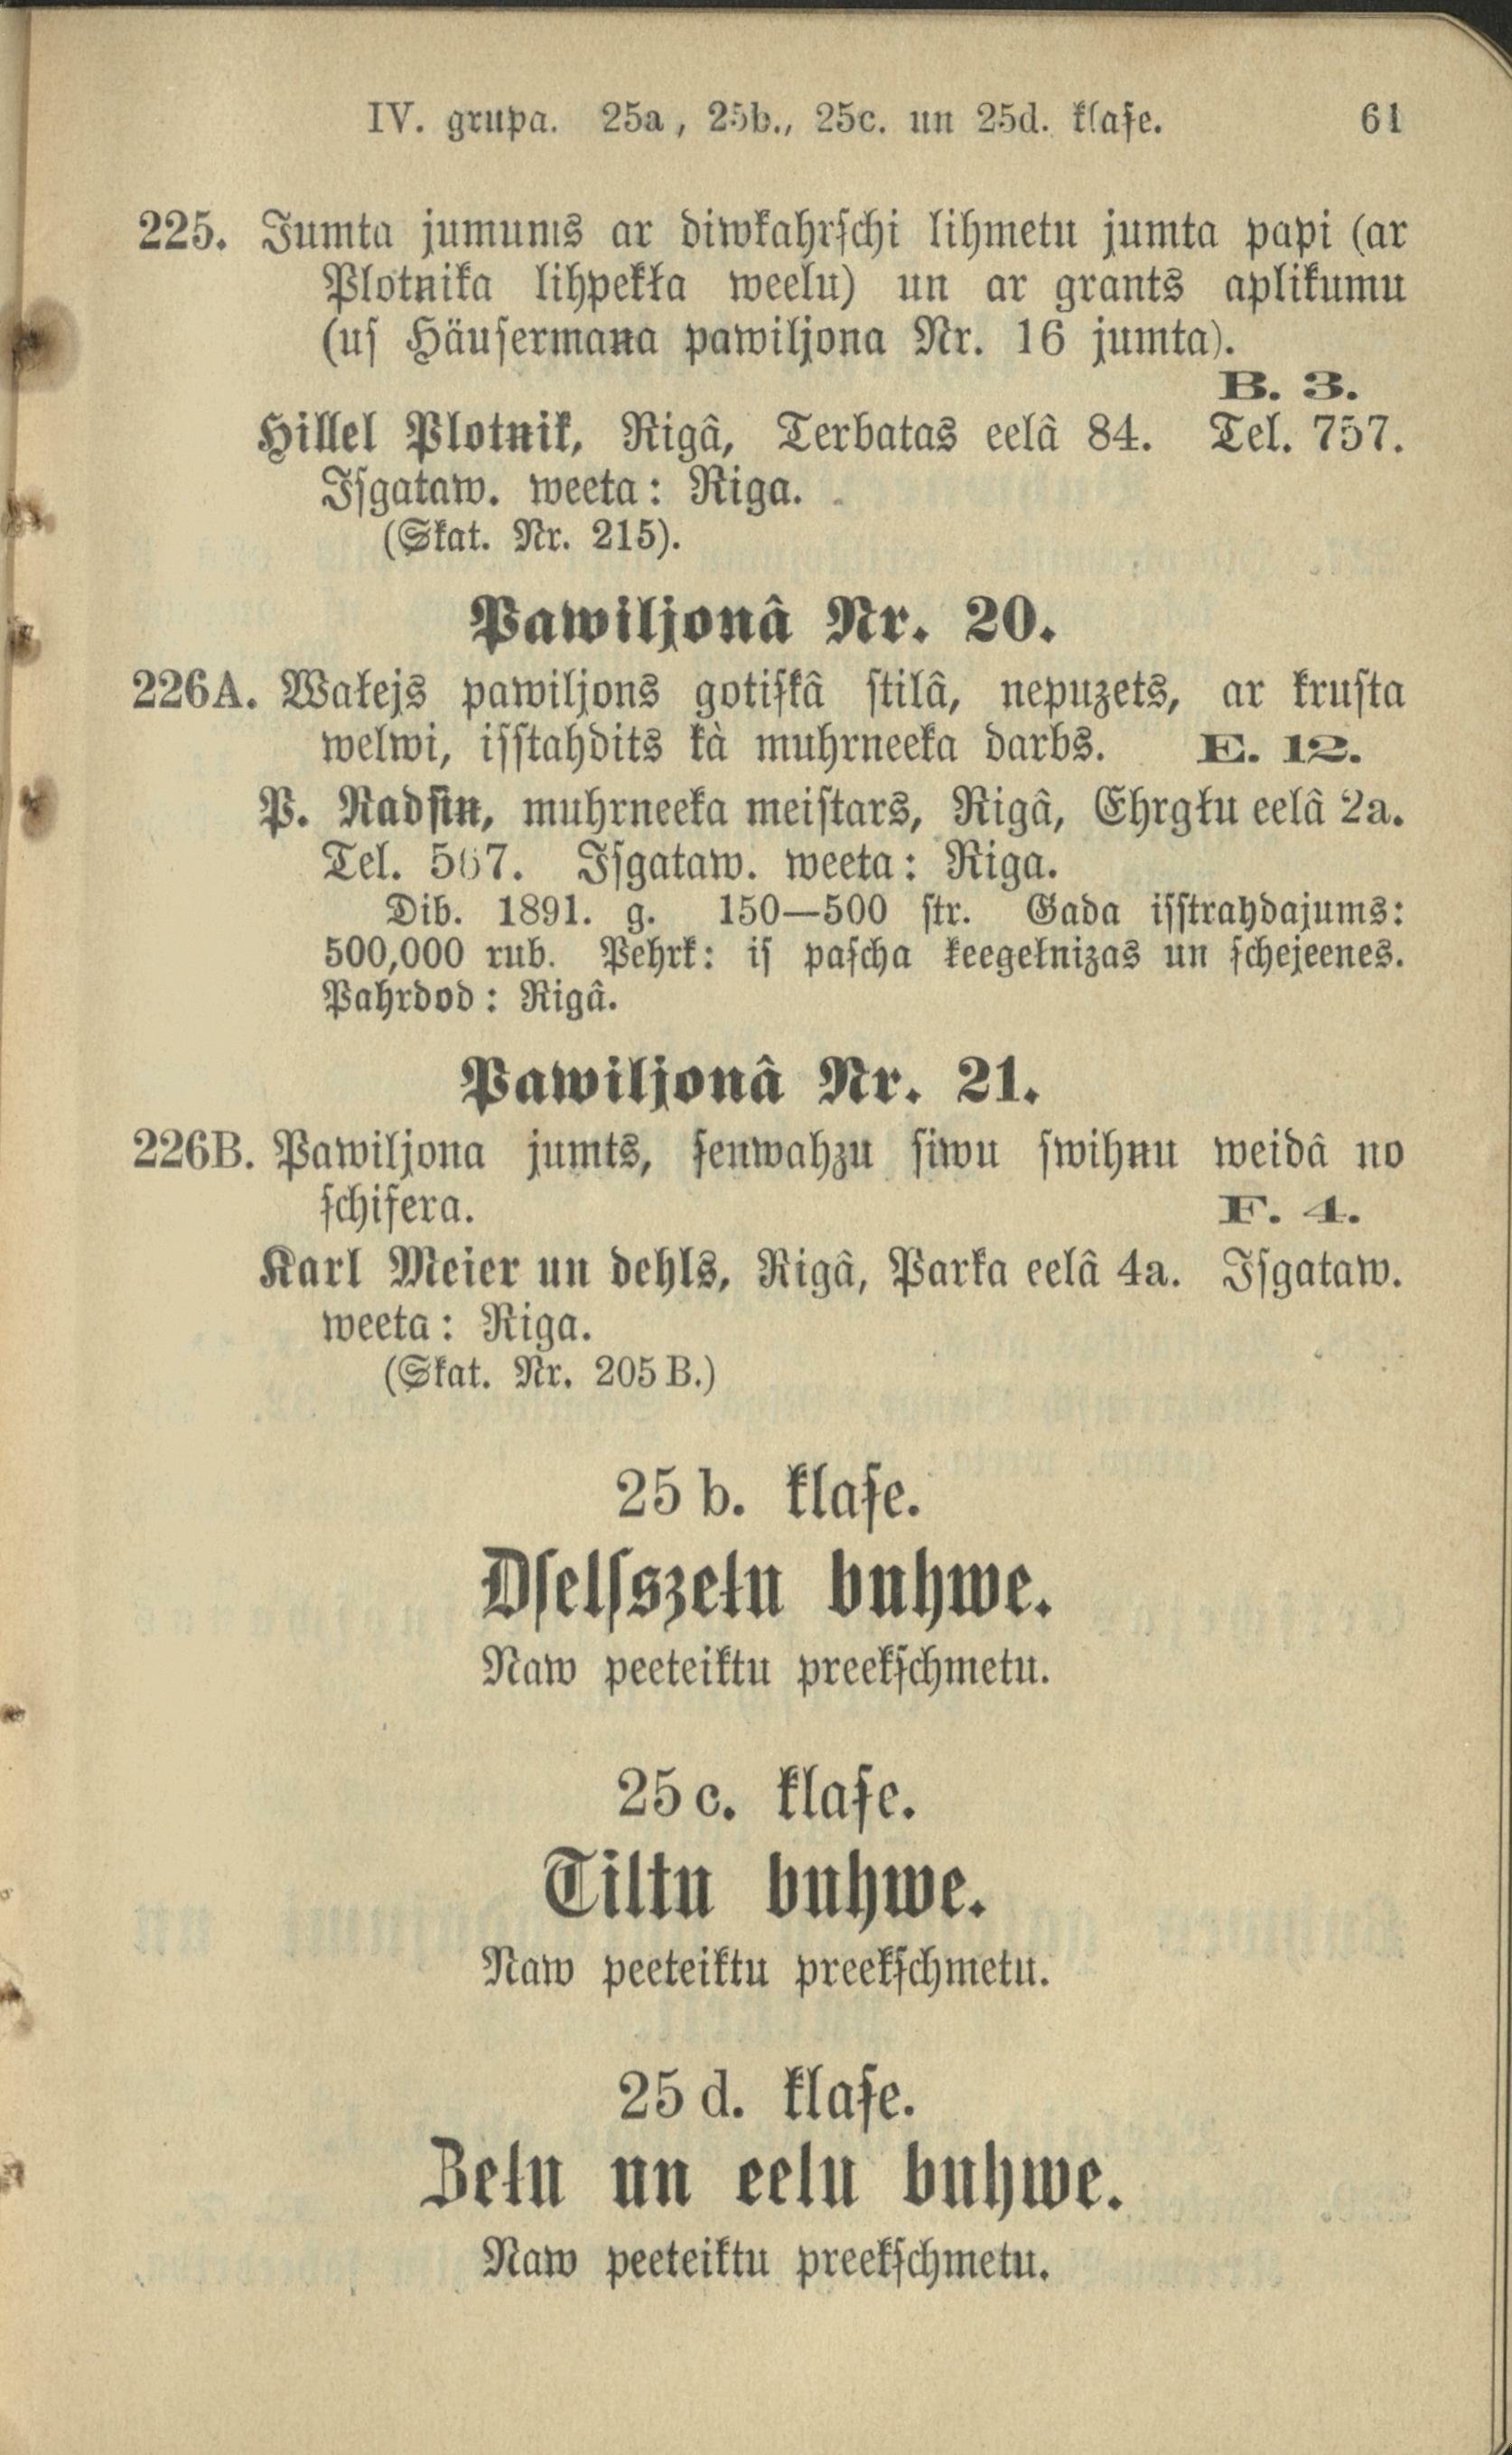 IV. grupa. 25a, 25b., 25c. un 25d. klaſe. 61
225. Jumta jumums ar diwkahrſchi lihmetu jumta papi (ar
Plotnika lihpekła weelu) un ar grants aplikumu
(uſ Häuſermana pawiljona Nr. 16 jumta).
B. 3.
Hillel Plotnik, Rigâ, Terbatas eelâ 84. Tel. 757.
Iſgataw. weeta: Riga.
(Skat. Nr. 215).
Pawiljonâ Nr. 20.
226A. Wałejs pawiljons gotiſkâ ſtilâ, nepuzets, ar kruſta
welwi, iſſtahdits kà muhrneeka darbs. E. 12.
P. Radſin, muhrneeka meiſtars, Rigâ, Ehrgłu eelâ 2a.
Tel. 567. Iſgataw. weeta: Riga.
Dib. 1891. g. 150—500 ſtr. Gada iſſtrahdajums:
500,000 rub. Pehrk: iſ paſcha keegełnizas un ſchejeenes.
Pahrdod: Rigâ.
Pawiljonâ Nr. 21.
226B. Pawiljona jumts, ſenwahzu ſiwu ſwihnu weidâ no
ſchifera. F. 4.
Karl Meier un dehls, Rigâ, Parka eelâ 4a. Iſgataw.
weeta: Riga.
(Skat. Nr. 205 B.)
25 b. klaſe.
Dſelſszełu buhwe.
Naw peeteiktu preekſchmetu.
25 c. klaſe.
Tiltu buhwe.
Naw peeteiktu preekſchmetu.
25 d. klaſe.
Zełu un eelu buhwe.
Naw peeteiktu preekſchmetu.